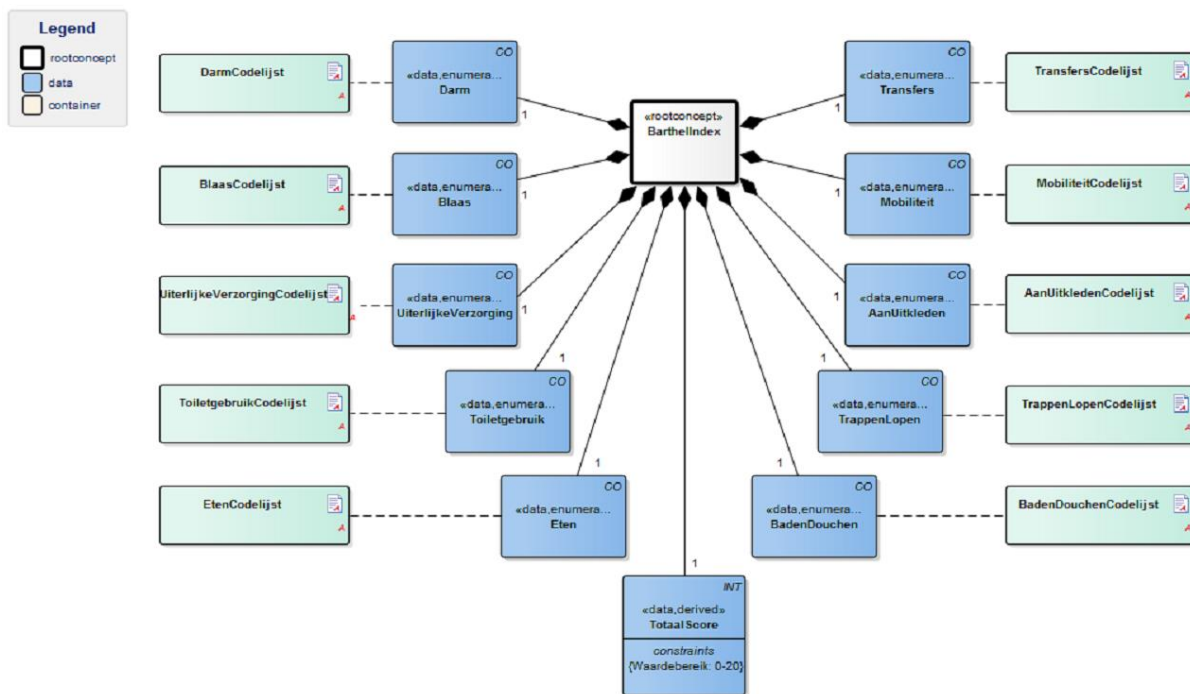 Legend
rootconcept
data
container
DarmCodelijst
CO
«data,enumera...
Darm
1
«rootconcept»
BarthelIndex
CO
«data,enumera...
Transfers
1
TransfersCodelijst
BlaasCodelijst
CO
«data,enumera...
Blaas
1
CO
«data,enumera...
Mobiliteit
1
MobiliteitCodelijst
UiterlijkeVerzorgingCodelijst
CO
«data,enumera...
UiterlijkeVerzorging
1
CO
«data,enumera...
AanUitkleden
1
AanUitkledenCodelijst
ToiletgebruikCodelijst
CO
«data,enumera...
Toiletgebruik
1
CO
«data,enumera...
TrappenLopen
1
TrappenLopenCodelijst
EtenCodelijst
CO
«data,enumera...
Eten
1
CO
«data,enumera...
BadenDouchen
1
BadenDouchenCodelijst
1
INT
«data,derived»
TotaalScore
constraints
{Waardebereik: 0-20}